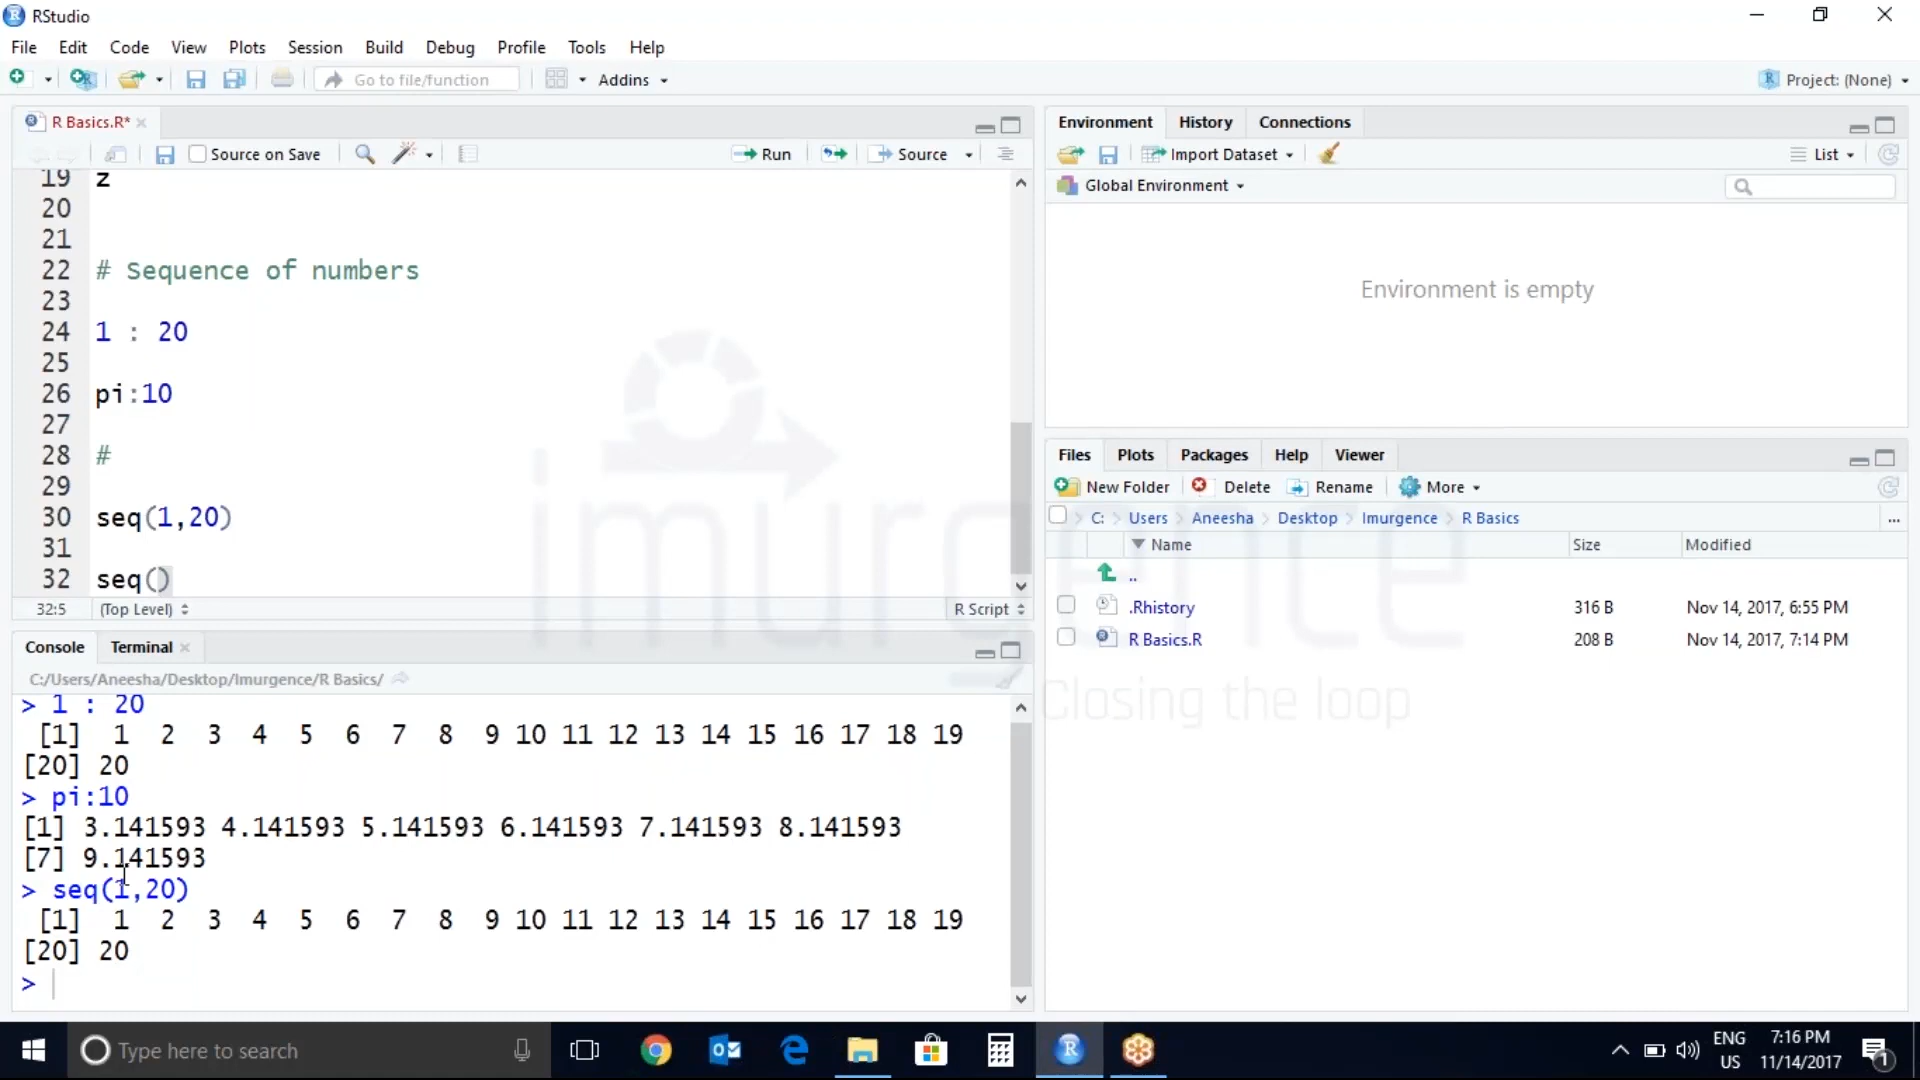 RStudio
File Edit Code View Plots Session Build Debug Profile Tools Help
Go to file/function Addins Project: (None)
R Basics.R*
Source on Save Run Source
19 z
20
21
22 # Sequence of numbers
23
24 1 : 20
25
26 pi:10
27
28 #
29
30 seq(1,20)
31
32 seq()
32:5 (Top Level) R Script
Console Terminal
C:/Users/Aneesha/Desktop/Imurgence/R Basics/
> 1 : 20
[1] 1 2 3 4 5 6 7 8 9 10 11 12 13 14 15 16 17 18 19
[20] 20
> pi:10
[1] 3.141593 4.141593 5.141593 6.141593 7.141593 8.141593
[7] 9.141593
> seq(1,20)
[1] 1 2 3 4 5 6 7 8 9 10 11 12 13 14 15 16 17 18 19
[20] 20
>
Environment History Connections
Import Dataset List
Global Environment
Environment is empty
Files Plots Packages Help Viewer
New Folder Delete Rename More
C: Users Aneesha Desktop Imurgence R Basics ...
Name Size Modified
..
.Rhistory 316 B Nov 14, 2017, 6:55 PM
R Basics.R 208 B Nov 14, 2017, 7:14 PM
imurgence
Closing the loop
Type here to search
ENG
US
7:16 PM
11/14/2017
1